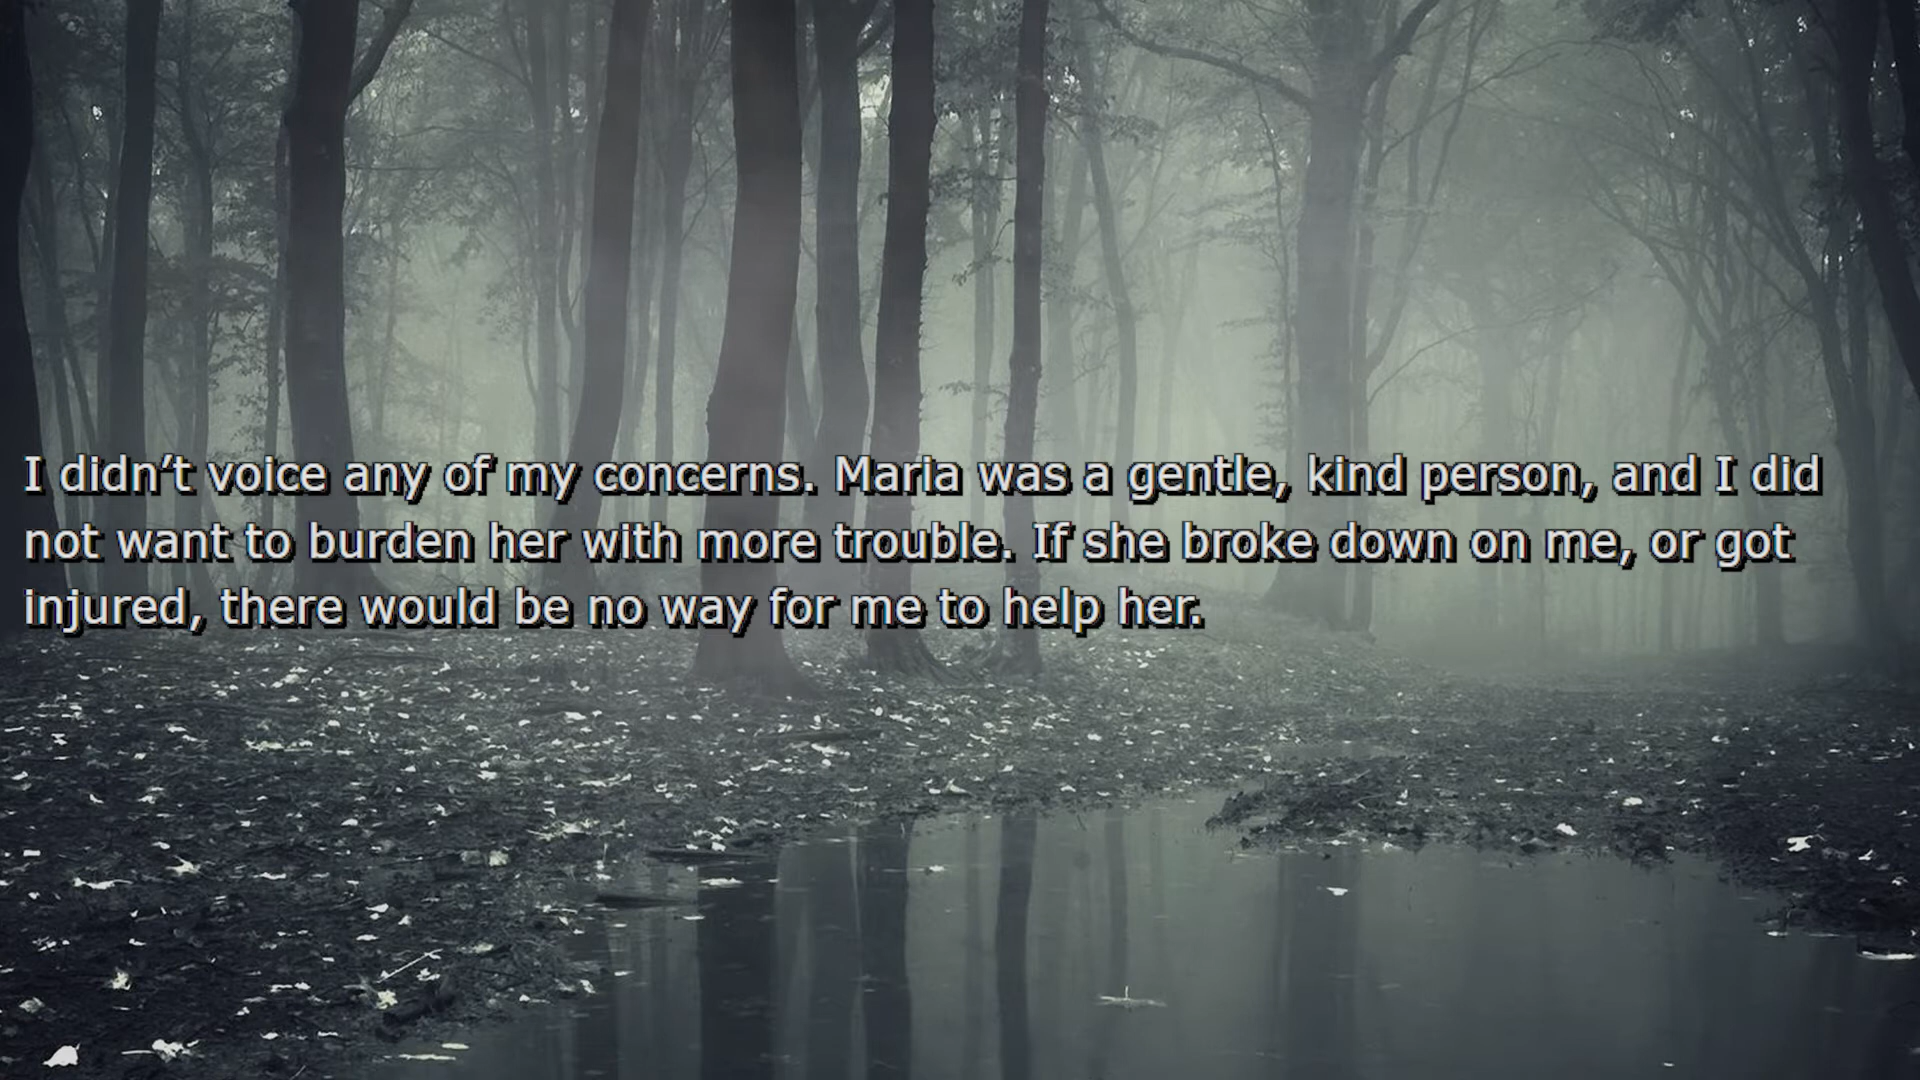 I didn’t voice any of my concerns. Maria was a gentle, kind person, and I did
not want to burden her with more trouble. If she broke down on me, or got
injured, there would be no way for me to help her.